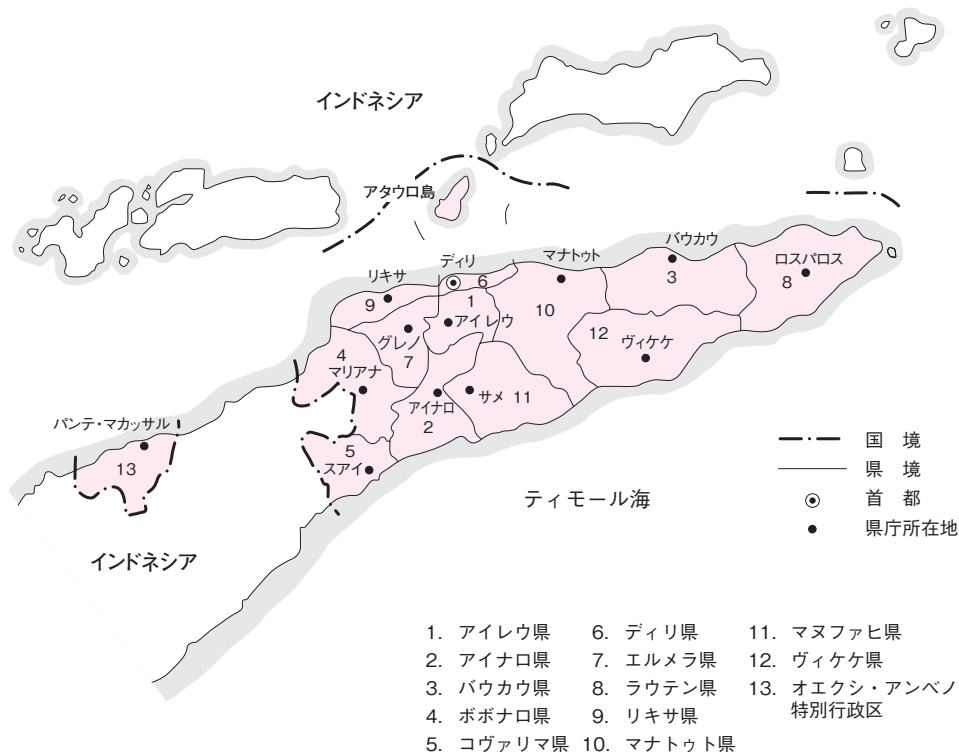 インドネシア
アタウロ島
バウカウ
マナトゥト
ディリ
リキサ
ロスパロス
3
8
6
9
1
10
アイレウ
グレノ
7
12
ヴィケケ
4
マリアナ
サメ
11
アイナロ
2
パンテ・マカッサル
5
スアイ
13
国 境
県 境
首 都
県庁所在地
ティモール海
インドネシア
1. アイレウ県
2. アイナロ県
3. バウカウ県
4. ボボナロ県
5. コヴァリマ県
6. ディリ県
7. エルメラ県
8. ラウテン県
9. リキサ県
10. マナトゥト県
11. マヌファヒ県
12. ヴィケケ県
13. オエクシ・アンベノ
特別行政区